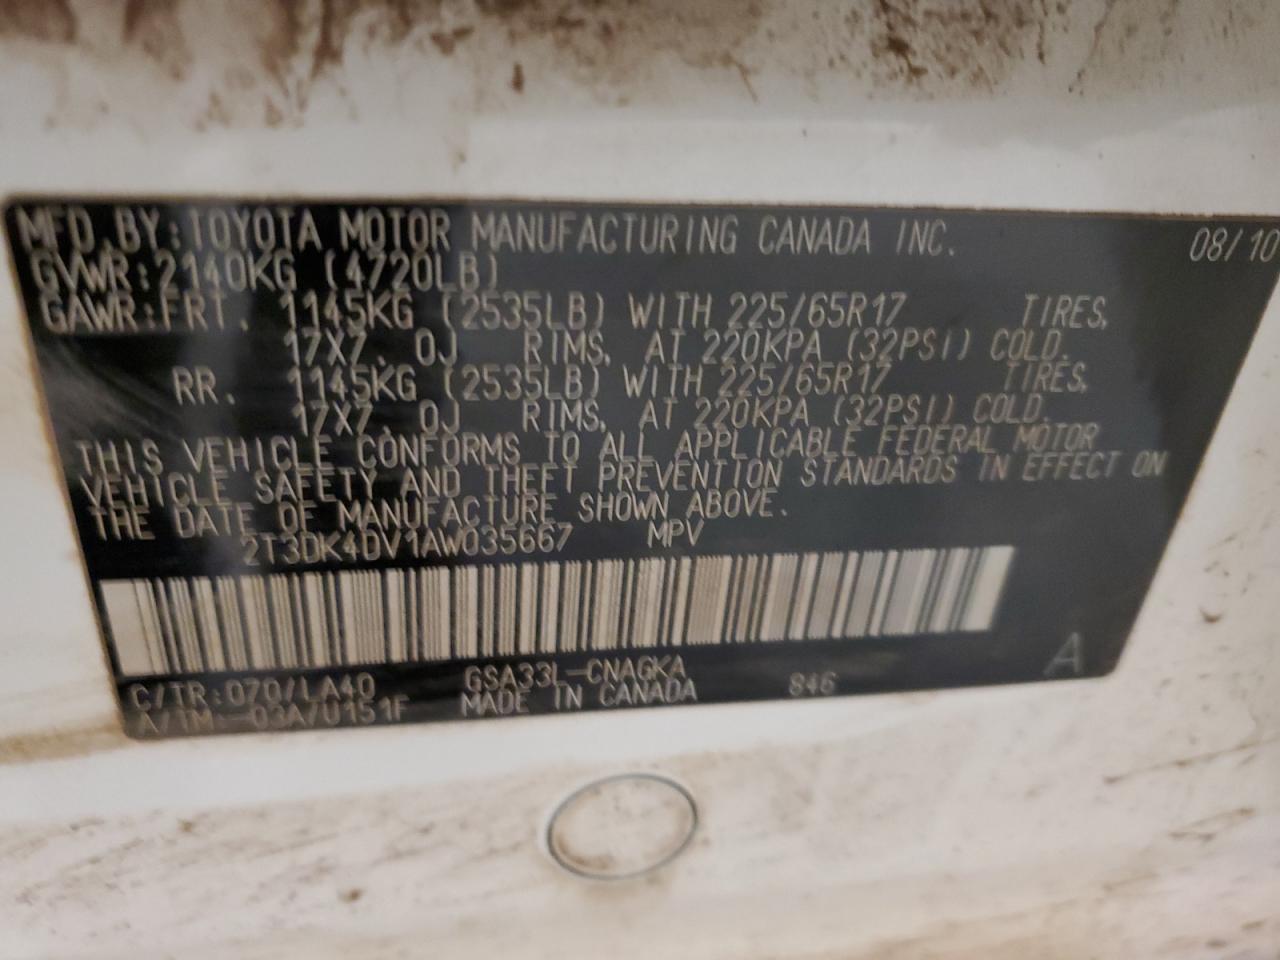 MFD. BY: TOYOTA MOTOR MANUFACTURING CANADA INC. 08/10
GVWR: 2140KG (4720LB)
GAWR: FRT. 1145KG (2535LB) WITH 225/65R17 TIRES,
17X7.0J RIMS, AT 220KPA (32PSI) COLD.
RR. 1145KG (2535LB) WITH 225/65R17 TIRES,
17X7.0J RIMS, AT 220KPA (32PSI) COLD.
THIS VEHICLE CONFORMS TO ALL APPLICABLE FEDERAL MOTOR
VEHICLE SAFETY AND THEFT PREVENTION STANDARDS IN EFFECT ON
THE DATE OF MANUFACTURE SHOWN ABOVE.
2T3DK4DV1AW035667 MPV
C/TR: 070/LA40 GSA33L-CNAGKA 846 A
A/TM: -03A/U151F MADE IN CANADA